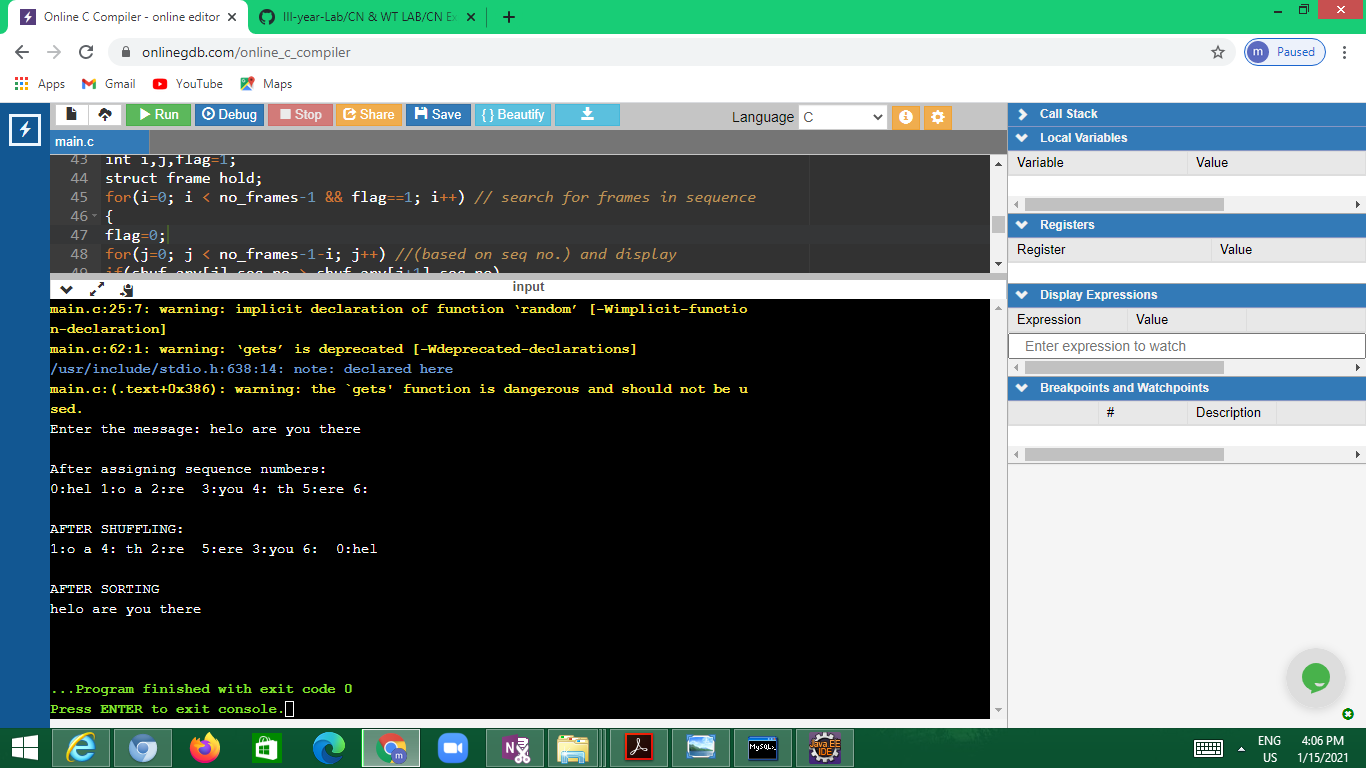 Online C Compiler - online editor
III-year-Lab/CN & WT LAB/CN Ex
onlinegdb.com/online_c_compiler
m Paused
Apps Gmail YouTube Maps
Run Debug Stop Share Save { } Beautify Language C
main.c
43 int i,j,flag=1;
44 struct frame hold;
45 for(i=0; i < no_frames-1 && flag==1; i++) // search for frames in sequence
46 {
47 flag=0;
48 for(j=0; j < no_frames-1-i; j++) //(based on seq no.) and display
49 if(shuf_ary[j].seq_no > shuf_ary[j+1].seq_no)
input
main.c:25:7: warning: implicit declaration of function ‘random’ [-Wimplicit-functio
n-declaration]
main.c:62:1: warning: ‘gets’ is deprecated [-Wdeprecated-declarations]
/usr/include/stdio.h:638:14: note: declared here
main.c:(.text+0x386): warning: the `gets' function is dangerous and should not be u
sed.
Enter the message: helo are you there
After assigning sequence numbers:
0:hel 1:o a 2:re  3:you 4: th 5:ere 6:
AFTER SHUFFLING:
1:o a 4: th 2:re  5:ere 3:you 6:  0:hel
AFTER SORTING
helo are you there
...Program finished with exit code 0
Press ENTER to exit console.
Call Stack
Local Variables
Variable Value
Registers
Register Value
Display Expressions
Expression Value
Enter expression to watch
Breakpoints and Watchpoints
# Description
m
N
MySQL
Java EE
IDE
ENG
US
4:06 PM
1/15/2021